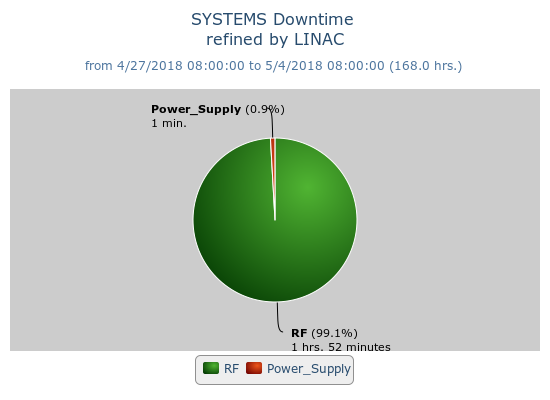 SYSTEMS Downtime
refined by LINAC
from 4/27/2018 08:00:00 to 5/4/2018 08:00:00 (168.0 hrs.)
Power_Supply (0.9%)
1 min.
RF (99.1%)
1 hrs. 52 minutes
RF Power_Supply